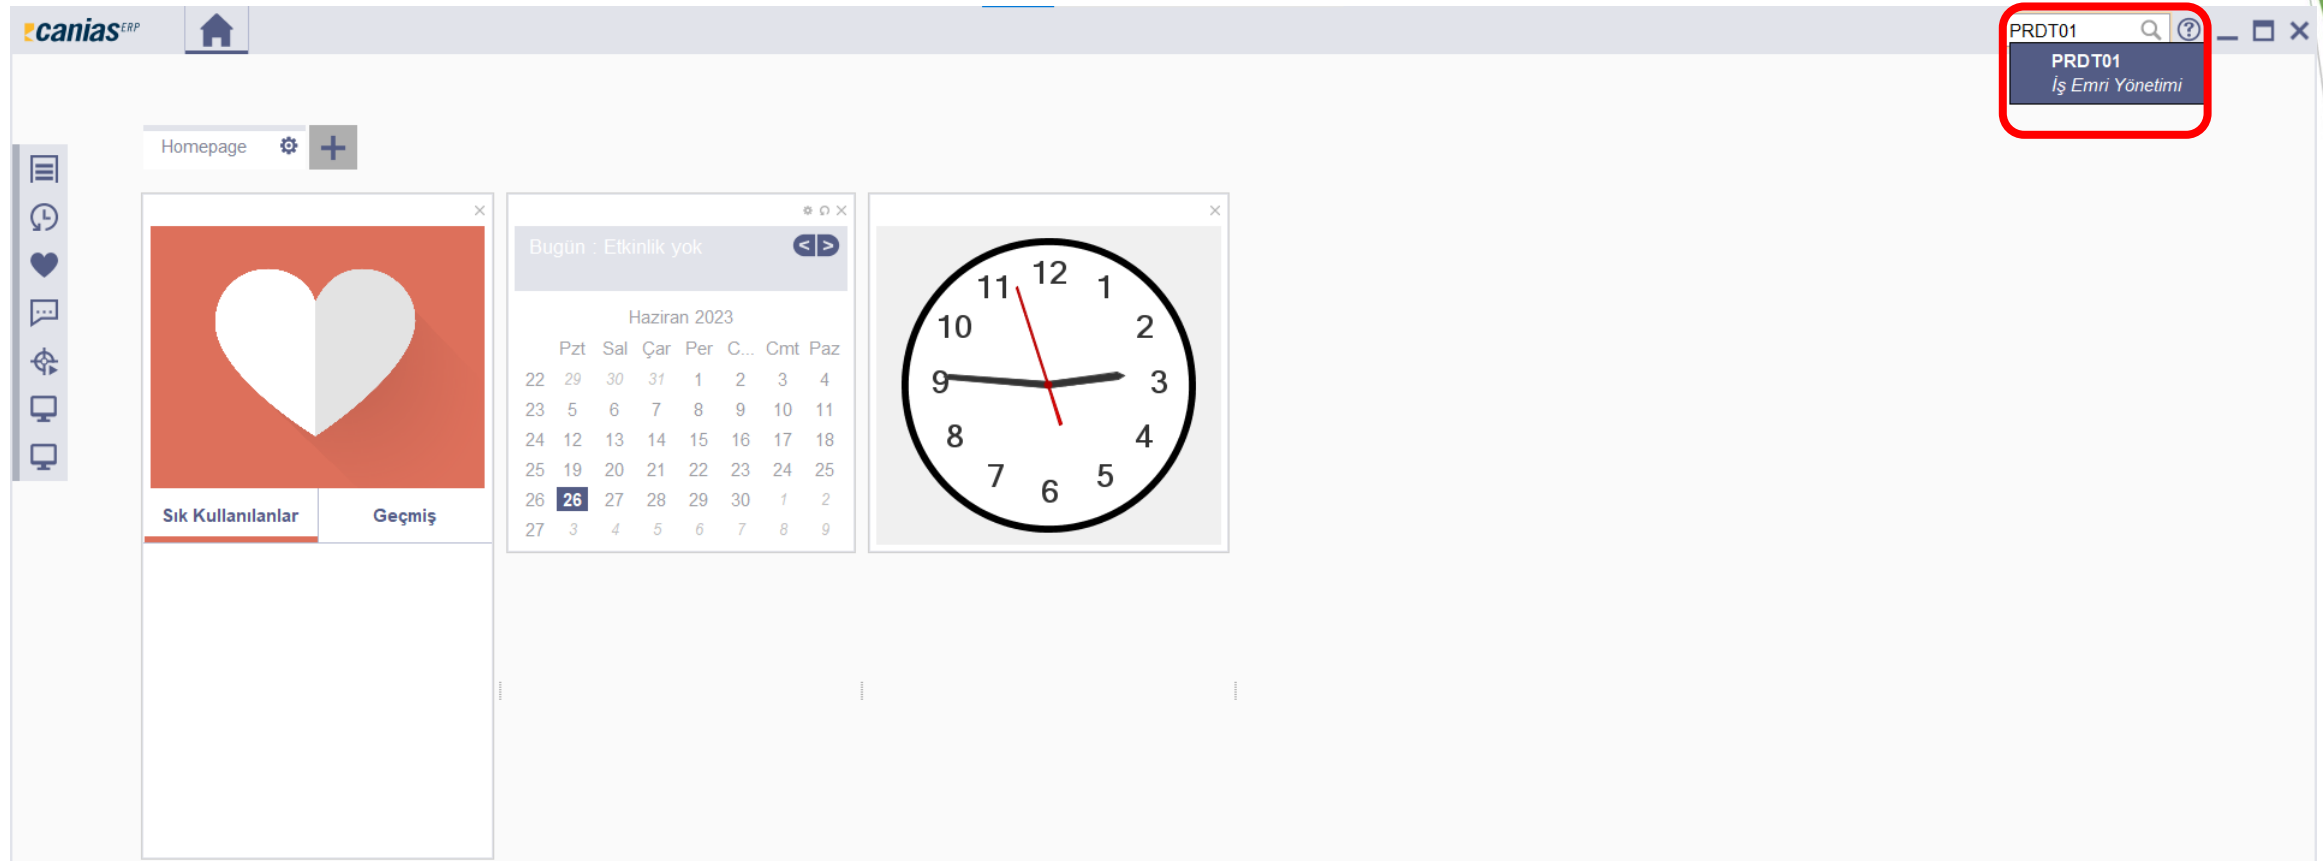 canias ERP
PRDT01
PRDT01
İş Emri Yönetimi
Homepage
Bugün : Etkinlik yok
Haziran 2023
Pzt Sal Çar Per C... Cmt Paz
22 29 30 31 1 2 3 4
23 5 6 7 8 9 10 11
24 12 13 14 15 16 17 18
25 19 20 21 22 23 24 25
26 26 27 28 29 30 1 2
27 3 4 5 6 7 8 9
12
11 1
10 2
9 3
8 4
7 5
6
Sık Kullanılanlar Geçmiş